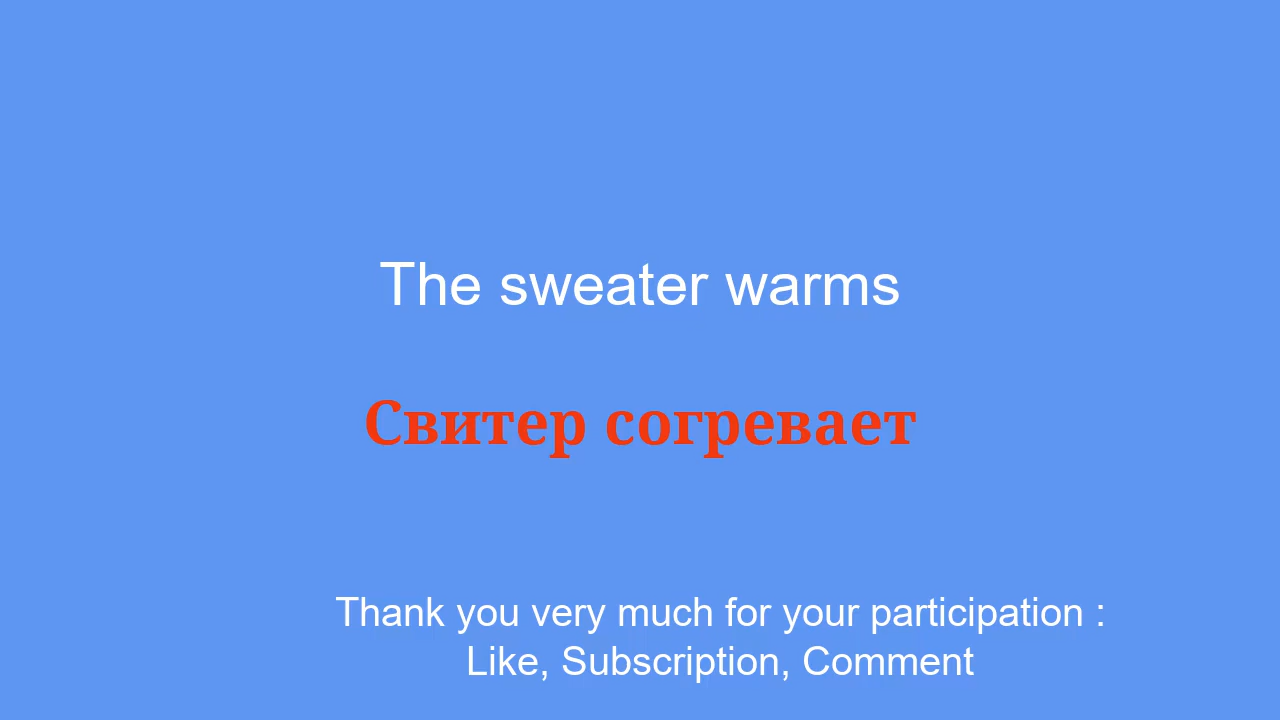 The sweater warms
Свитер согревает
Thank you very much for your participation :
Like, Subscription, Comment